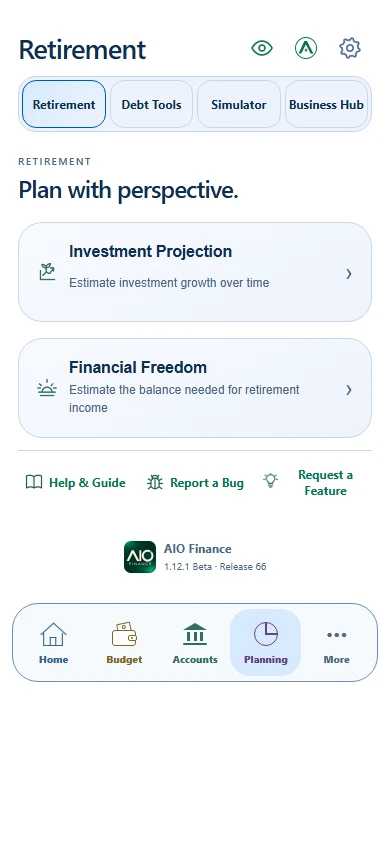 Retirement
Retirement
Debt Tools
Simulator
Business Hub
RETIREMENT
Plan with perspective.
Investment Projection
Estimate investment growth over time
Financial Freedom
Estimate the balance needed for retirement
income
Help & Guide
Report a Bug
Request a
Feature
AIO
FINANCE
AIO Finance
1.12.1 Beta · Release 66
Home
Budget
Accounts
Planning
More